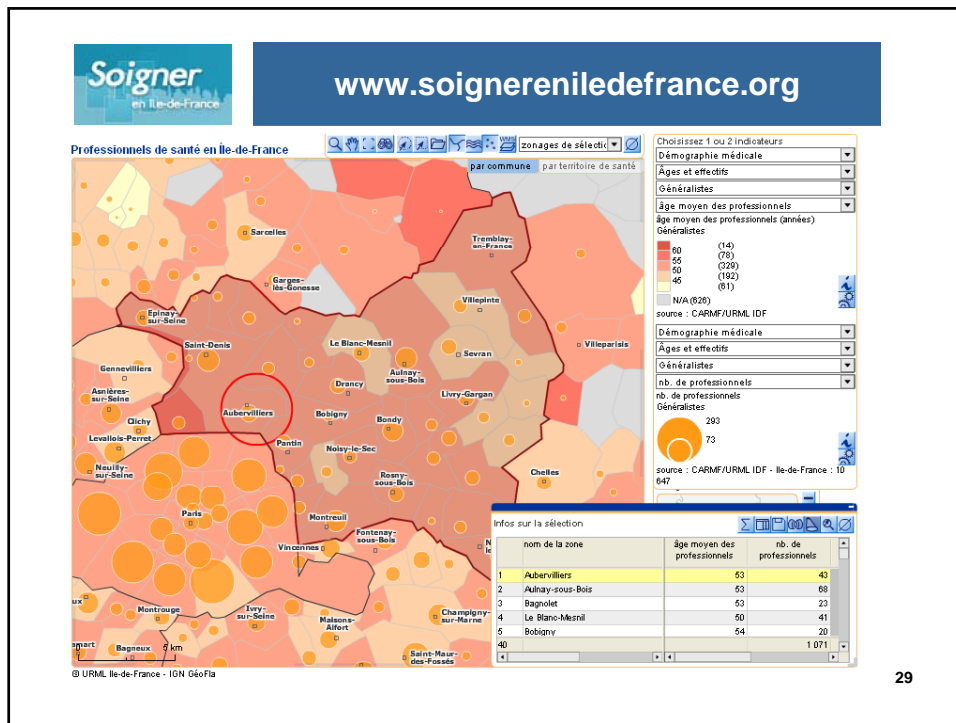 Soigner
en Ile-de-France
www.soignereniledefrance.org
Professionnels de santé en Île-de-France
zonages de sélectic
par commune
par territoire de santé
Sarcelles
Tremblay-
en-France
Garges-
lès-Gonesse
Villepinte
Epinay-
sur-Seine
Saint-Denis
Le Blanc-Mesnil
Sevran
Villeparisis
Gennevilliers
Aulnay-
sous-Bois
Drancy
Asnières-
sur-Seine
Livry-Gargan
Aubervilliers
Bobigny
Bondy
Clichy
Levallois-Perret
Pantin
Noisy-le-Sec
Neuilly-
sur-Seine
Rosny-
sous-Bois
Chelles
Paris
Montreuil
Fontenay-
sous-Bois
Vincennes
N
le
ux
Montrouge
Ivry-
sur-Seine
Maisons-
Alfort
Champigny-
sur-Marne
amart
Bagneux
Saint-Maur-
des-Fossés
0
5 km
© URML Ile-de-France - IGN GéoFla
Choisissez 1 ou 2 indicateurs
Démographie médicale
Âges et effectifs
Généralistes
âge moyen des professionnels
âge moyen des professionnels (années)
Généralistes
(14)
60
(78)
55
(329)
50
(192)
45
(61)
N/A (626)
source : CARMF/URML IDF
Démographie médicale
Âges et effectifs
Généralistes
nb. de professionnels
nb. de professionnels
Généralistes
293
73
source : CARMF/URML IDF - Ile-de-France : 10
647
Infos sur la sélection
nom de la zone
âge moyen des
professionnels
nb. de
professionnels
1 Aubervilliers 53 43
2 Aulnay-sous-Bois 53 68
3 Bagnolet 53 23
4 Le Blanc-Mesnil 50 41
5 Bobigny 54 20
40 1 071
29